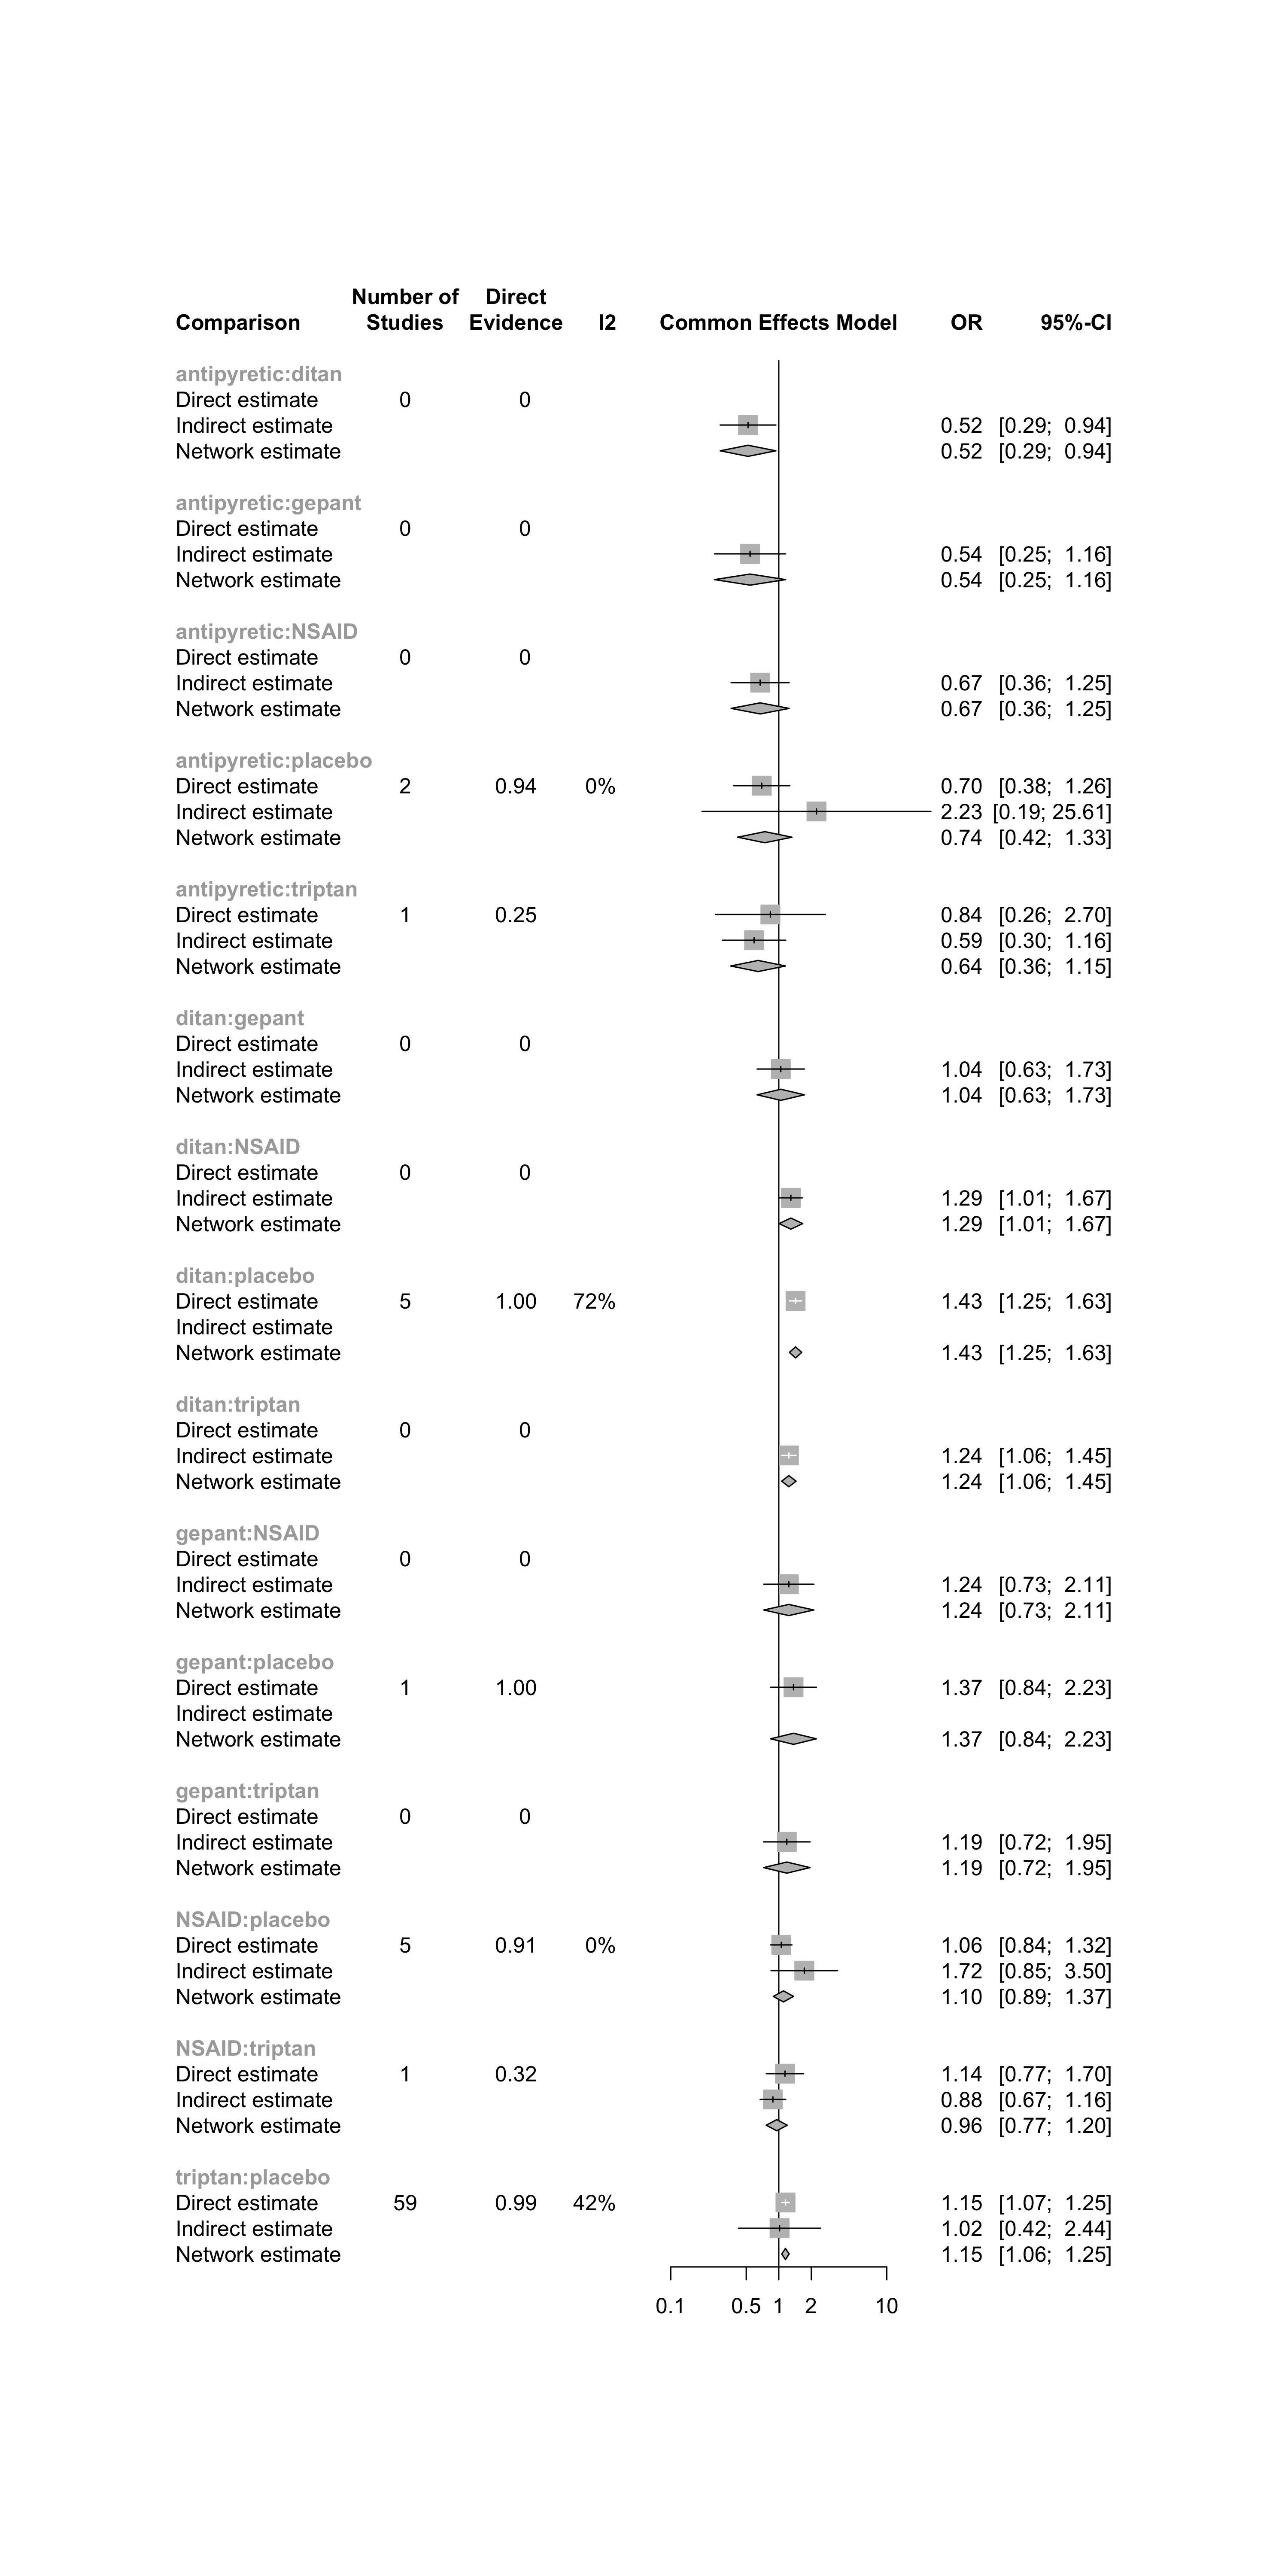 Number of Direct
Comparison Studies Evidence I2 Common Effects Model OR 95%-CI
antipyretic:ditan
Direct estimate 0 0
Indirect estimate 0.52 [0.29; 0.94]
Network estimate 0.52 [0.29; 0.94]
antipyretic:gepant
Direct estimate 0 0
Indirect estimate 0.54 [0.25; 1.16]
Network estimate 0.54 [0.25; 1.16]
antipyretic:NSAID
Direct estimate 0 0
Indirect estimate 0.67 [0.36; 1.25]
Network estimate 0.67 [0.36; 1.25]
antipyretic:placebo
Direct estimate 2 0.94 0% 0.70 [0.38; 1.26]
Indirect estimate 2.23 [0.19; 25.61]
Network estimate 0.74 [0.42; 1.33]
antipyretic:triptan
Direct estimate 1 0.25 0.84 [0.26; 2.70]
Indirect estimate 0.59 [0.30; 1.16]
Network estimate 0.64 [0.36; 1.15]
ditan:gepant
Direct estimate 0 0
Indirect estimate 1.04 [0.63; 1.73]
Network estimate 1.04 [0.63; 1.73]
ditan:NSAID
Direct estimate 0 0
Indirect estimate 1.29 [1.01; 1.67]
Network estimate 1.29 [1.01; 1.67]
ditan:placebo
Direct estimate 5 1.00 72% 1.43 [1.25; 1.63]
Indirect estimate
Network estimate 1.43 [1.25; 1.63]
ditan:triptan
Direct estimate 0 0
Indirect estimate 1.24 [1.06; 1.45]
Network estimate 1.24 [1.06; 1.45]
gepant:NSAID
Direct estimate 0 0
Indirect estimate 1.24 [0.73; 2.11]
Network estimate 1.24 [0.73; 2.11]
gepant:placebo
Direct estimate 1 1.00 1.37 [0.84; 2.23]
Indirect estimate
Network estimate 1.37 [0.84; 2.23]
gepant:triptan
Direct estimate 0 0
Indirect estimate 1.19 [0.72; 1.95]
Network estimate 1.19 [0.72; 1.95]
NSAID:placebo
Direct estimate 5 0.91 0% 1.06 [0.84; 1.32]
Indirect estimate 1.72 [0.85; 3.50]
Network estimate 1.10 [0.89; 1.37]
NSAID:triptan
Direct estimate 1 0.32 1.14 [0.77; 1.70]
Indirect estimate 0.88 [0.67; 1.16]
Network estimate 0.96 [0.77; 1.20]
triptan:placebo
Direct estimate 59 0.99 42% 1.15 [1.07; 1.25]
Indirect estimate 1.02 [0.42; 2.44]
Network estimate 1.15 [1.06; 1.25]
0.1 0.5 1 2 10